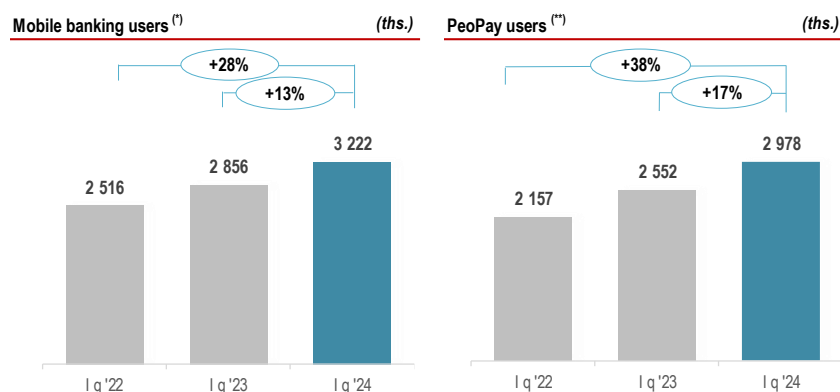 Mobile banking users (*) (ths.)
+28%
+13%
3 222
2 856
2 516
I q '22 I q '23 I q '24
PeoPay users (**) (ths.)
+38%
+17%
2 978
2 552
2 157
I q '22 I q '23 I q '24